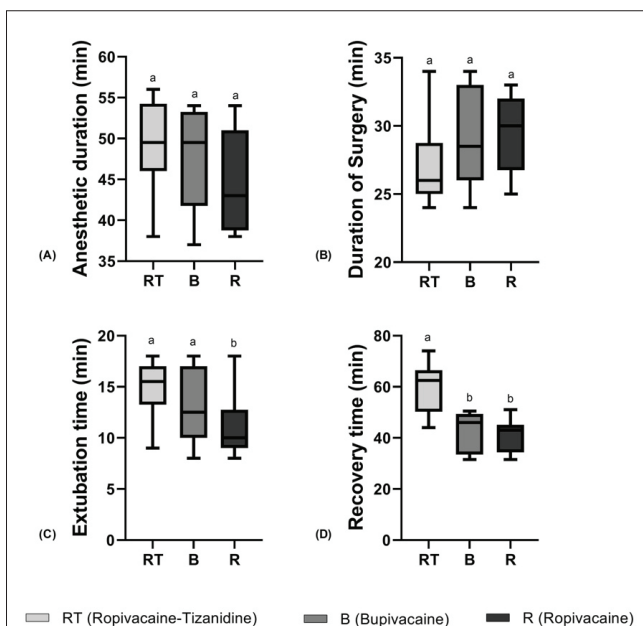 Anesthetic duration (min)
60
55
50
45
40
35
a a a
RT B R
(A)
Duration of Surgery (min)
35
30
25
20
a a a
RT B R
(B)
Extubation time (min)
20
15
10
5
0
a a b
RT B R
(C)
Recovery time (min)
80
60
40
20
0
a b b
RT B R
(D)
RT (Ropivacaine-Tizanidine) B (Bupivacaine) R (Ropivacaine)